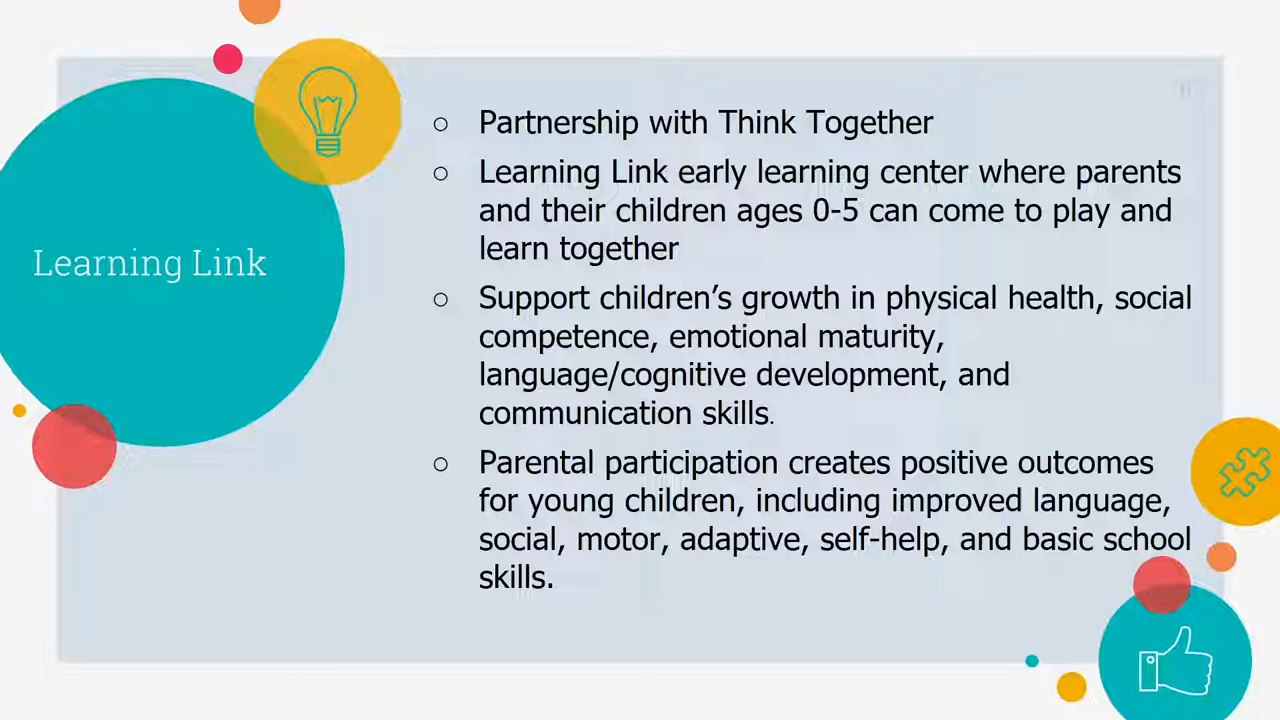 Learning Link
○ Partnership with Think Together
○ Learning Link early learning center where parents
and their children ages 0-5 can come to play and
learn together
○ Support children’s growth in physical health, social
competence, emotional maturity,
language/cognitive development, and
communication skills.
○ Parental participation creates positive outcomes
for young children, including improved language,
social, motor, adaptive, self-help, and basic school
skills.